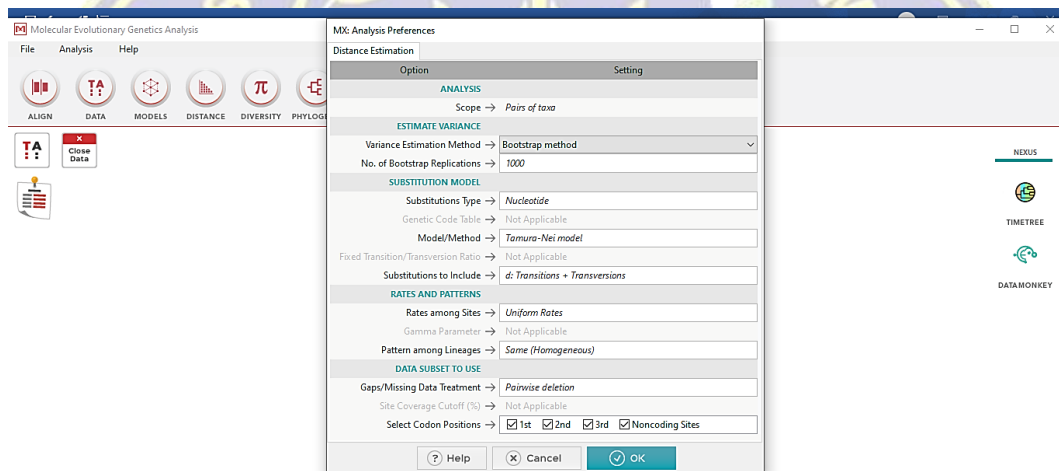 Molecular Evolutionary Genetics Analysis
File Analysis Help
ALIGN DATA MODELS DISTANCE DIVERSITY
TA
Close
Data
MX: Analysis Preferences
Distance Estimation
Option Setting
ANALYSIS
Scope → Pairs of taxa
ESTIMATE VARIANCE
Variance Estimation Method → Bootstrap method
No. of Bootstrap Replications → 1000
SUBSTITUTION MODEL
Substitutions Type → Nucleotide
Genetic Code Table → Not Applicable
Model/Method → Tamura-Nei model
Fixed Transition/Transversion Ratio → Not Applicable
Substitutions to Include → d: Transitions + Transversions
RATES AND PATTERNS
Rates among Sites → Uniform Rates
Gamma Parameter → Not Applicable
Pattern among Lineages → Same (Homogeneous)
DATA SUBSET TO USE
Gaps/Missing Data Treatment → Pairwise deletion
Site Coverage Cutoff (%) → Not Applicable
Select Codon Positions → 1st 2nd 3rd Noncoding Sites
Help Cancel OK
NEXUS
TIMETREE
DATAMONKEY